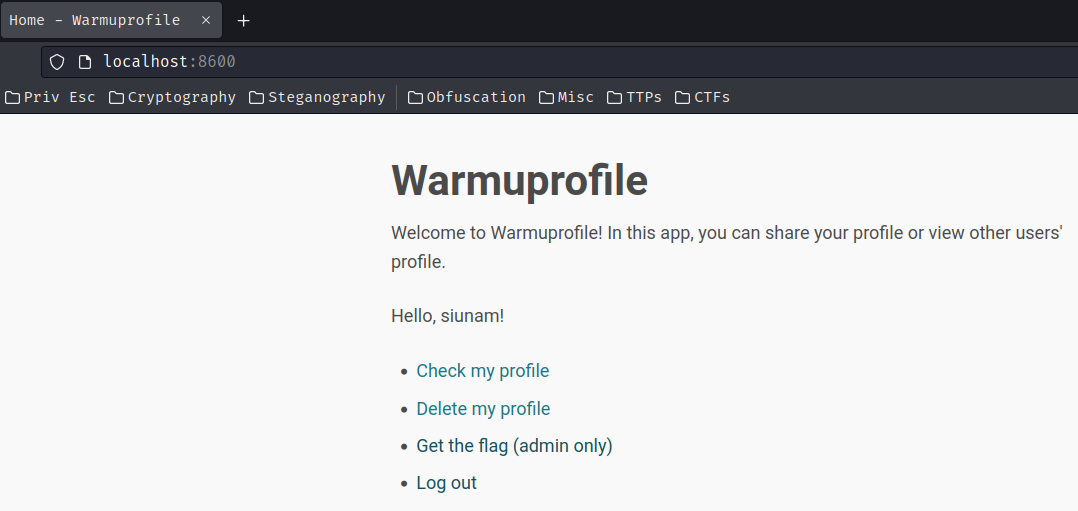 Home - Warmuprofile × +
localhost:8600
Priv Esc Cryptography Steganography Obfuscation Misc TTPs CTFs
Warmuprofile
Welcome to Warmuprofile! In this app, you can share your profile or view other users'
profile.
Hello, siunam!
• Check my profile
• Delete my profile
• Get the flag (admin only)
• Log out